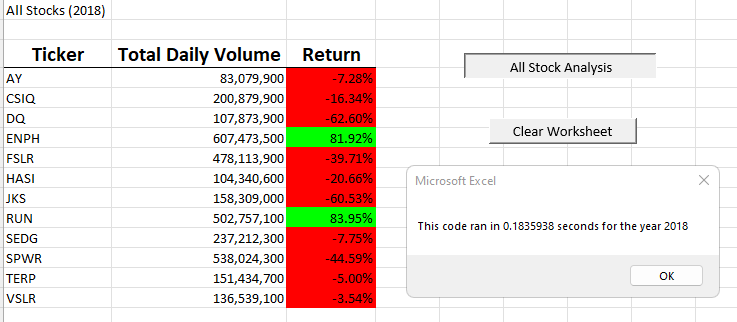 All Stocks (2018)
Ticker Total Daily Volume Return
AY 83,079,900 -7.28%
CSIQ 200,879,900 -16.34%
DQ 107,873,900 -62.60%
ENPH 607,473,500 81.92%
FSLR 478,113,900 -39.71%
HASI 104,340,600 -20.66%
JKS 158,309,000 -60.53%
RUN 502,757,100 83.95%
SEDG 237,212,300 -7.75%
SPWR 538,024,300 -44.59%
TERP 151,434,700 -5.00%
VSLR 136,539,100 -3.54%
All Stock Analysis
Clear Worksheet
Microsoft Excel
This code ran in 0.1835938 seconds for the year 2018
OK